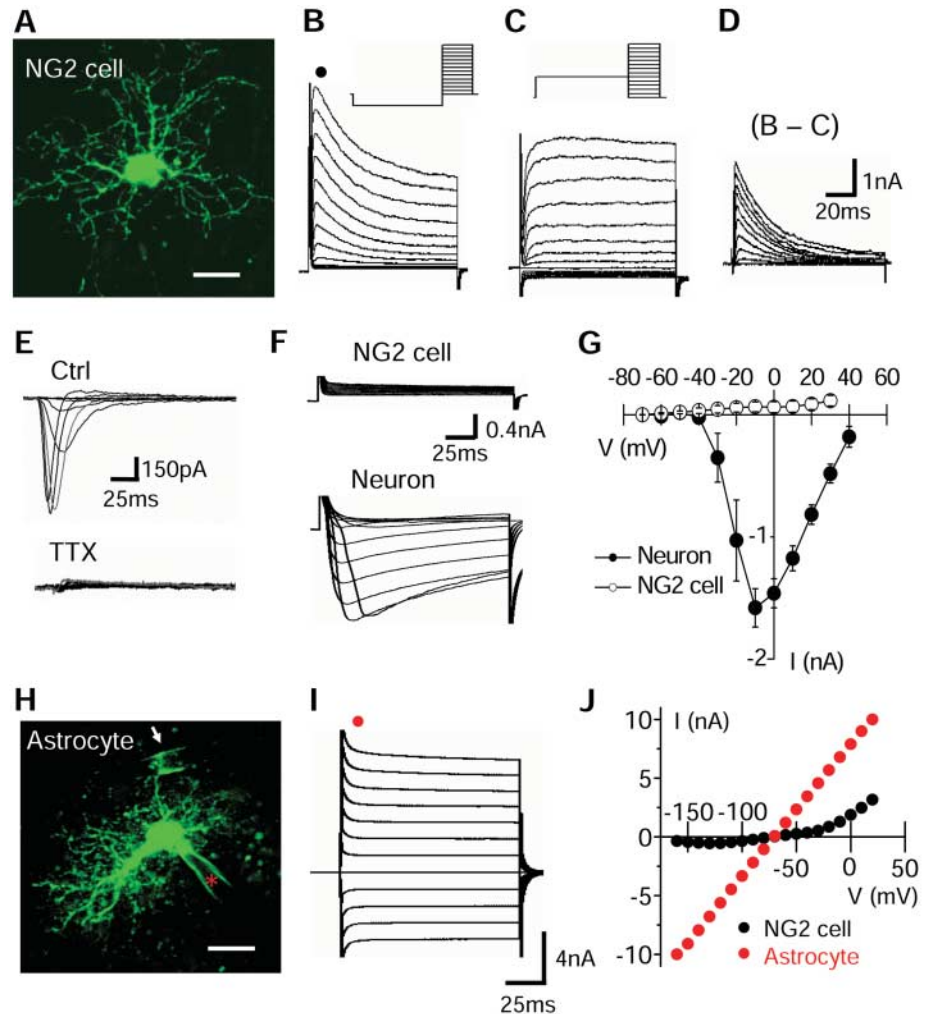 A
NG2 cell
B
C
D
(B – C)
1nA
20ms
E
Ctrl
150pA
25ms
TTX
F
NG2 cell
0.4nA
25ms
Neuron
G
-80 -40 0 20 40 60
V (mV)
-1
Neuron
NG2 cell
-2
I (nA)
H
Astrocyte
*
I
4nA
25ms
J
I (nA)
10
5
-150 -100
0
-50 0 50
V (mV)
-5
NG2 cell
Astrocyte
-10